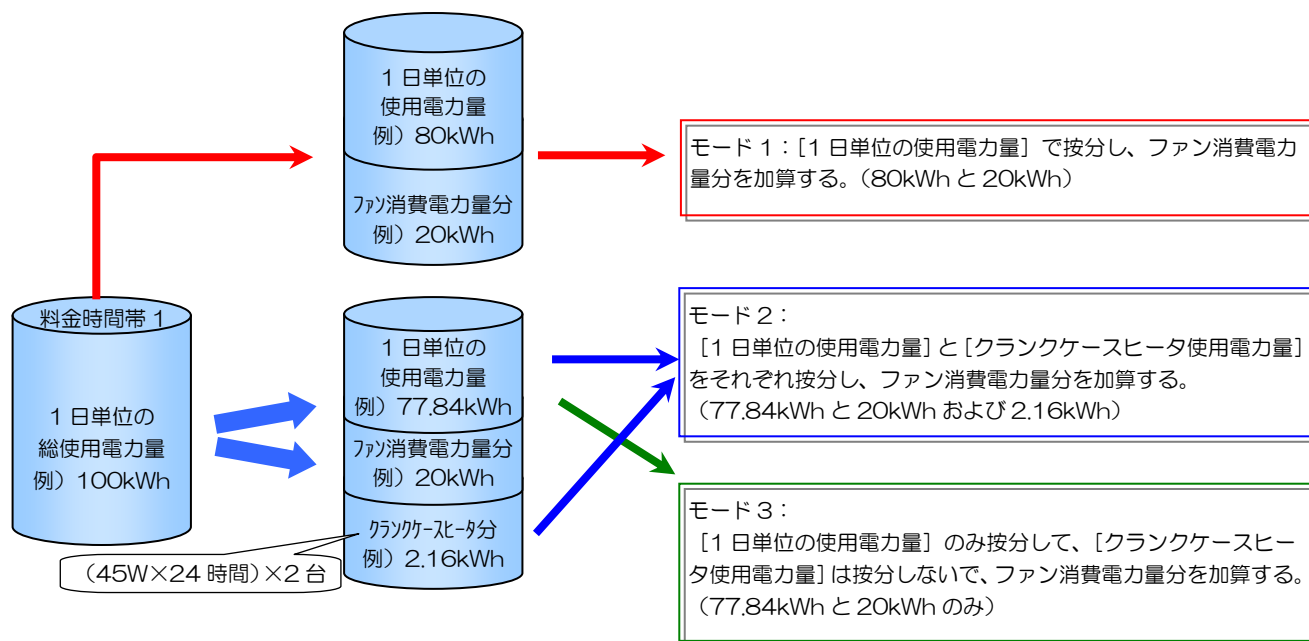 1日単位の
使用電力量
例）80kWh
ﾌｧﾝ消費電力量分
例）20kWh
モード1：［1日単位の使用電力量］で按分し、ファン消費電力
量分を加算する。（80kWhと20kWh）
料金時間帯1
1日単位の
総使用電力量
例）100kWh
1日単位の
使用電力量
例）77.84kWh
ﾌｧﾝ消費電力量分
例）20kWh
ｸﾗﾝｸｹｰｽﾋｰﾀ分
例）2.16kWh
（45W×24時間）×2台
モード2：
［1日単位の使用電力量］と［クランクケースヒータ使用電力量］
をそれぞれ按分し、ファン消費電力量分を加算する。
（77.84kWhと20kWhおよび2.16kWh）
モード3：
［1日単位の使用電力量］のみ按分して、［クランクケースヒー
タ使用電力量］は按分しないで、ファン消費電力量分を加算する。
（77.84kWhと20kWhのみ）